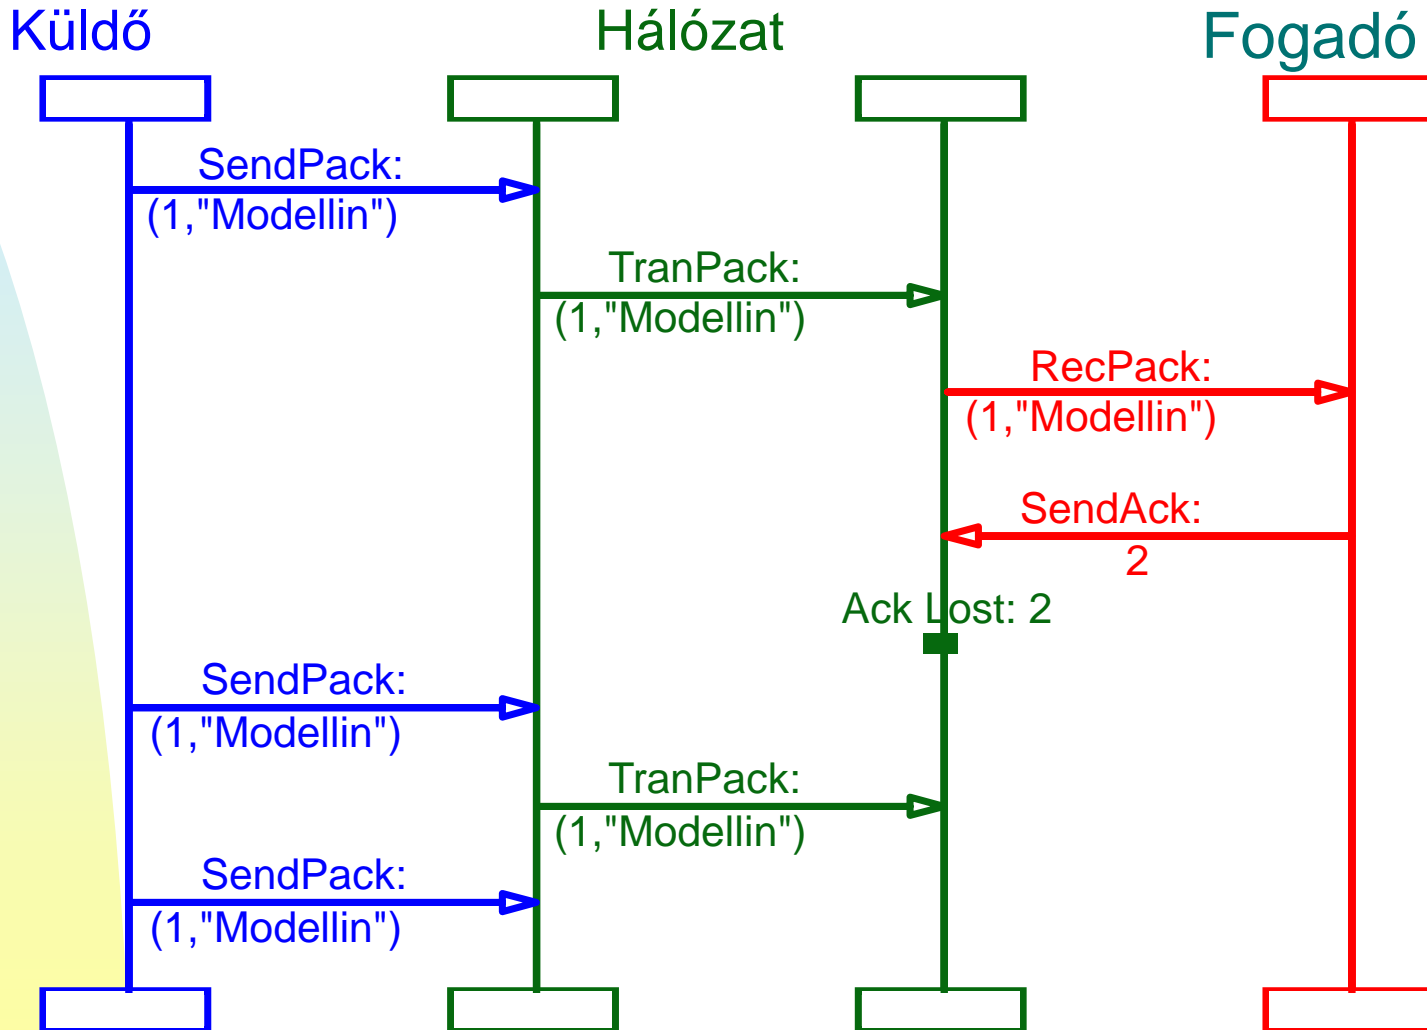 Küldő
Hálózat
Fogadó
SendPack:
(1,"Modellin")
TranPack:
(1,"Modellin")
RecPack:
(1,"Modellin")
SendAck:
2
Ack Lost: 2
SendPack:
(1,"Modellin")
TranPack:
(1,"Modellin")
SendPack:
(1,"Modellin")